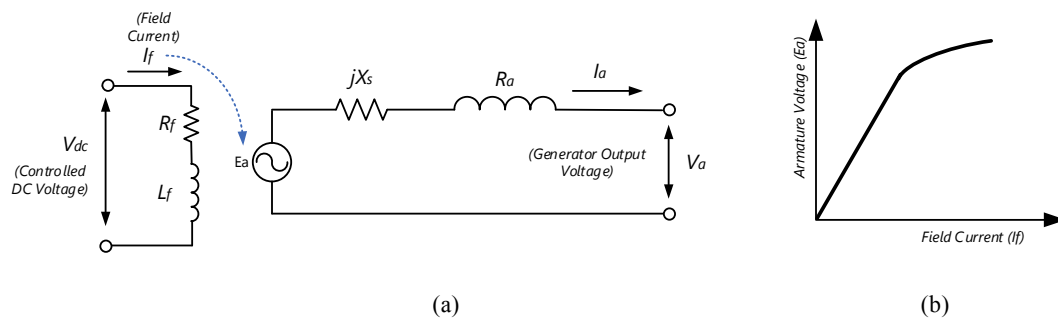 (Field
Current)
If
Vdc
(Controlled
DC Voltage)
Rf
Lf
Ea
jXs
Ra
Ia
(Generator Output
Voltage)
Va
(a)
Armature Voltage (Ea)
Field Current (If)
(b)